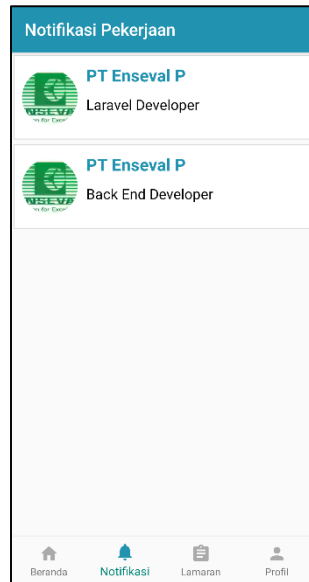 Notifikasi Pekerjaan
PT Enseval P
Laravel Developer
PT Enseval P
Back End Developer
Beranda
Notifikasi
Lamaran
Profil